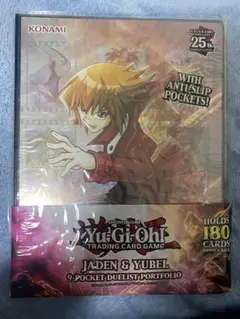 KONAMI
25th
WITH
ANTI-SLIP
POCKETS!
Yu-Gi-Oh!
TRADING CARD GAME
JADEN & YUBEL
9-POCKET DUELIST PORTFOLIO
HOLDS
180
CARDS